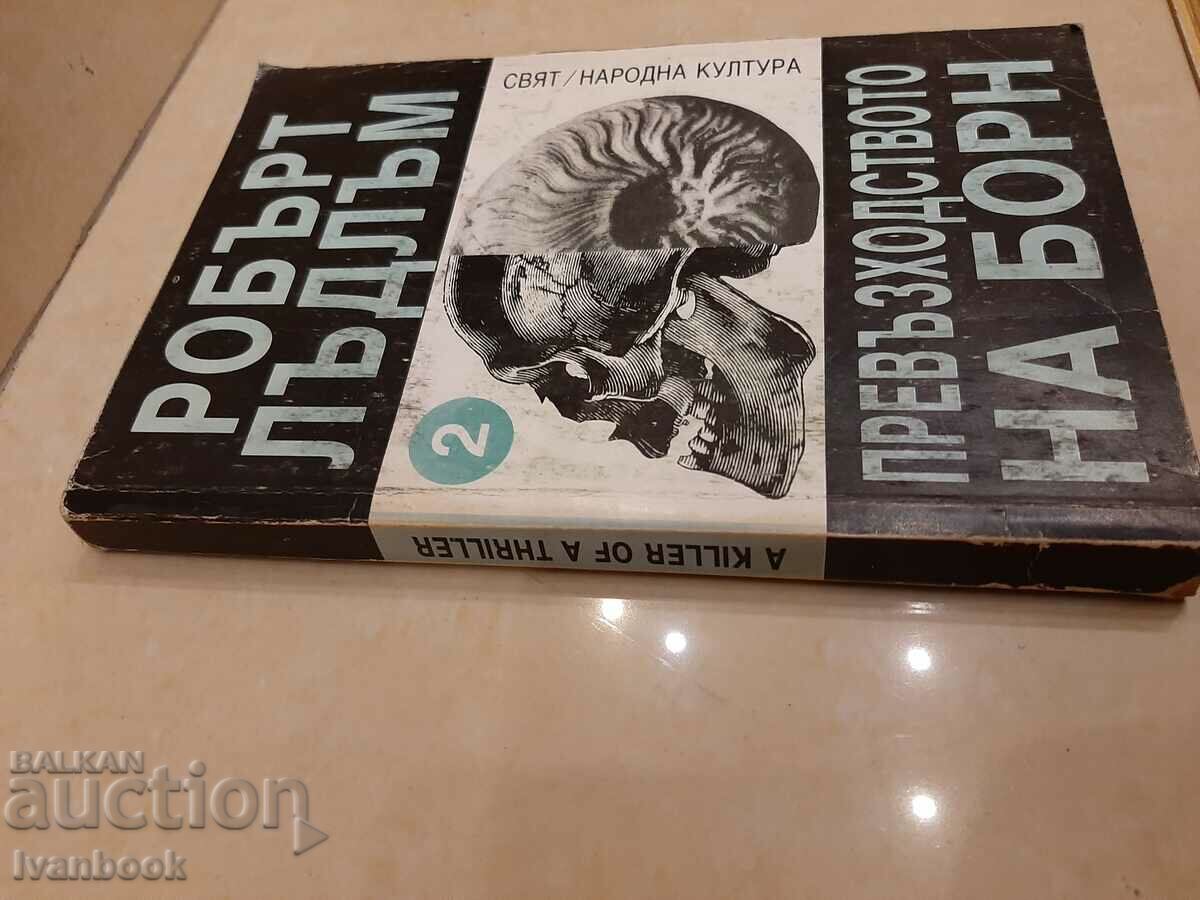 СВЯТ / НАРОДНА КУЛТУРА
РОБЪРТ
ЛЪДЛЪМ
2
ПРЕВЪЗХОДСТВОТО
НА БОРН
A KILLER OF A THRILLER
BALKAN
auction
Ivanbook